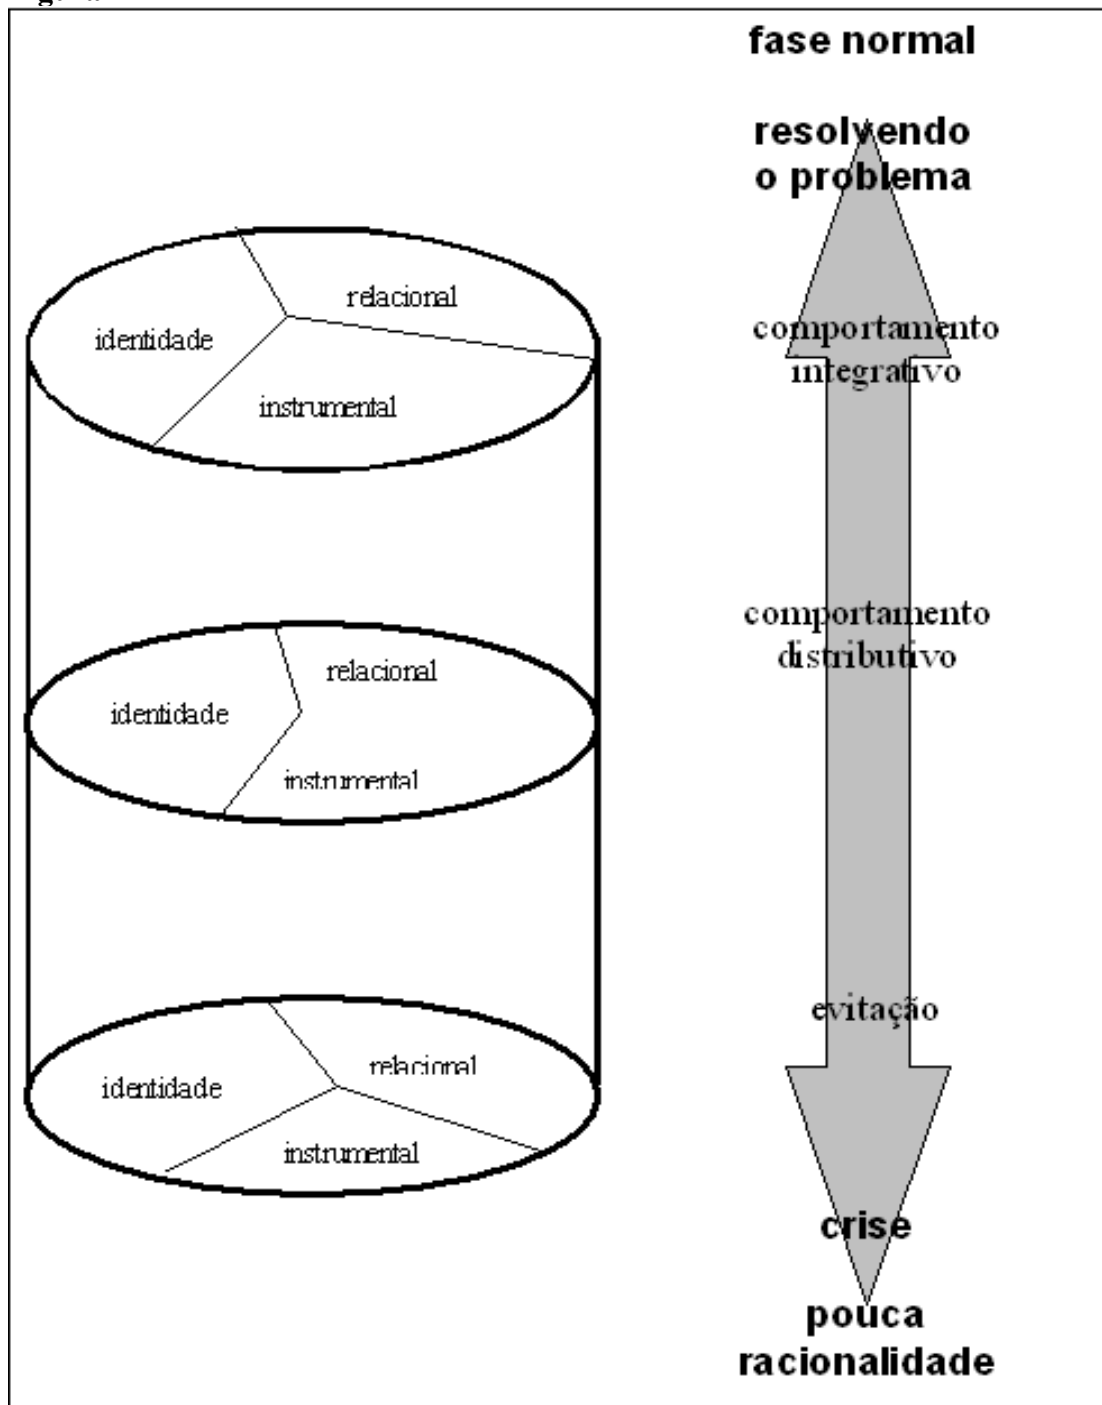 fase normal
resolvendo
o problema
relacional
identidade
instrumental
comportamento
integrativo
comportamento
distributivo
relacional
identidade
instrumental
evitação
relacional
identidade
instrumental
crise
pouca
racionalidade